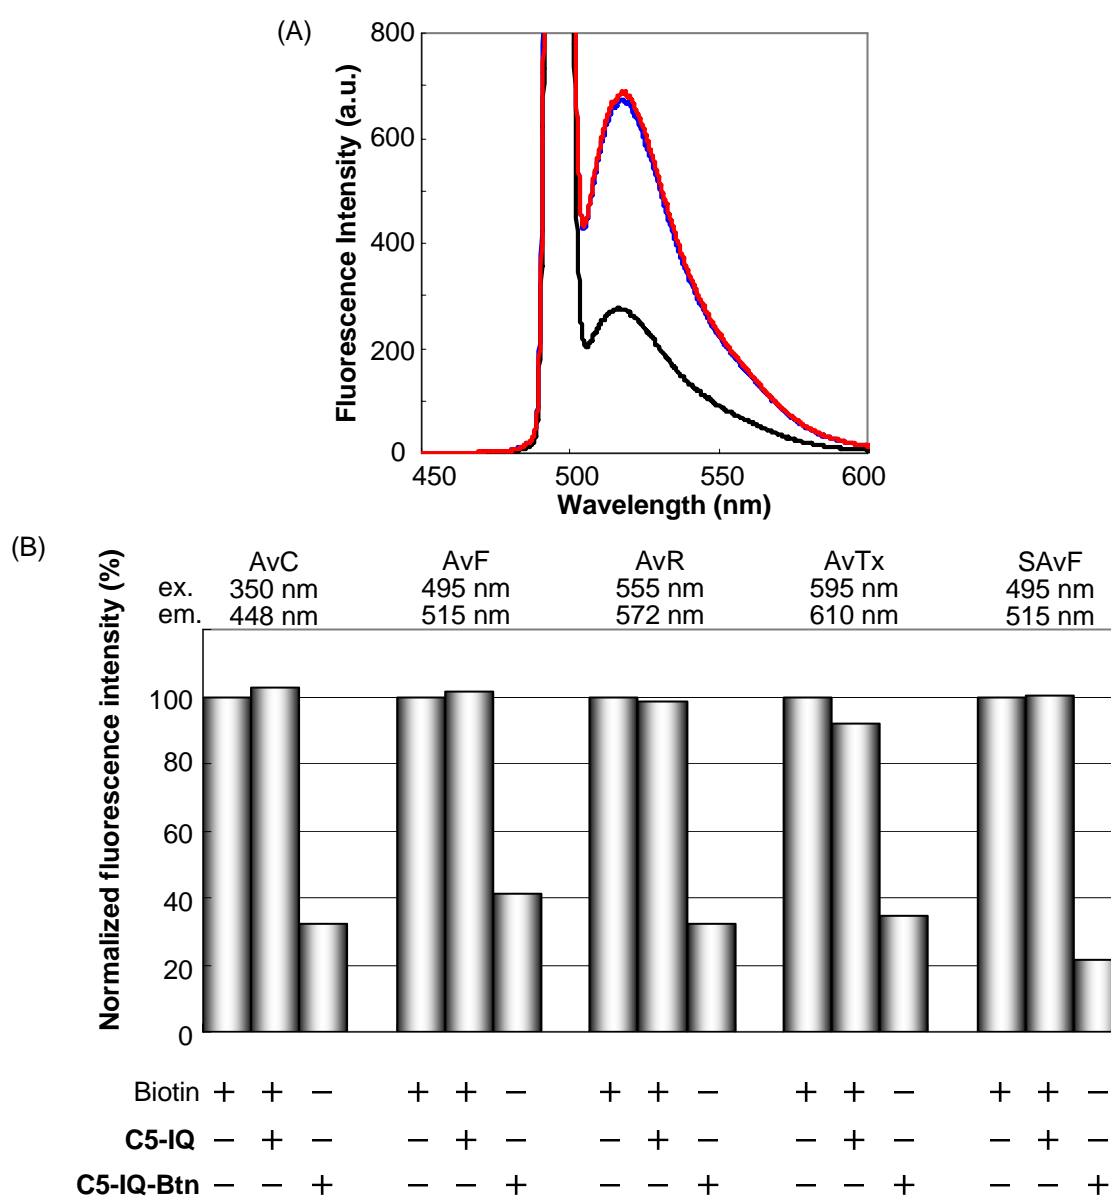 (A)
Fluorescence Intensity (a.u.)
800
600
400
200
0
450 500 550 600
Wavelength (nm)
(B)
Normalized fluorescence intensity (%)
AvC AvF AvR AvTx SAvF
ex. 350 nm 495 nm 555 nm 595 nm 495 nm
em. 448 nm 515 nm 572 nm 610 nm 515 nm
100
80
60
40
20
0
Biotin + + − + + − + + − + + − + + −
C5-IQ − + − − + − − + − − + − − + −
C5-IQ-Btn − − + − − + − − + − − + − − +